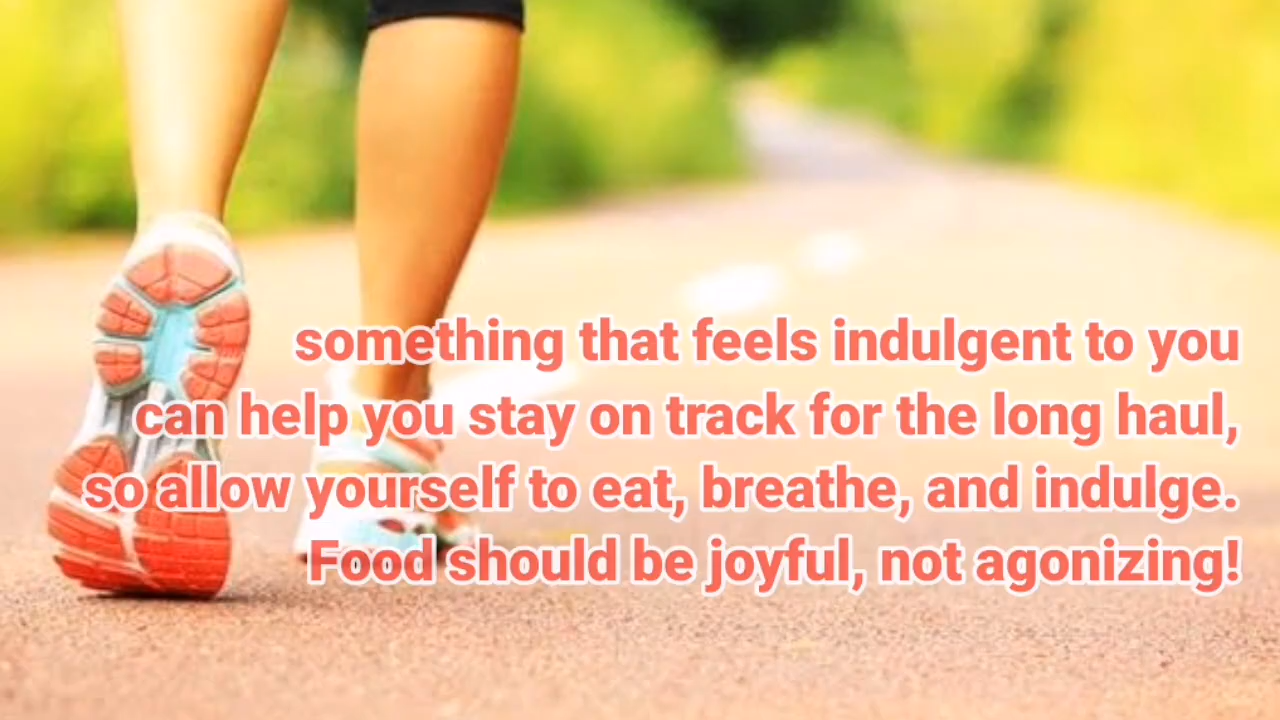 something that feels indulgent to you
can help you stay on track for the long haul,
so allow yourself to eat, breathe, and indulge.
Food should be joyful, not agonizing!